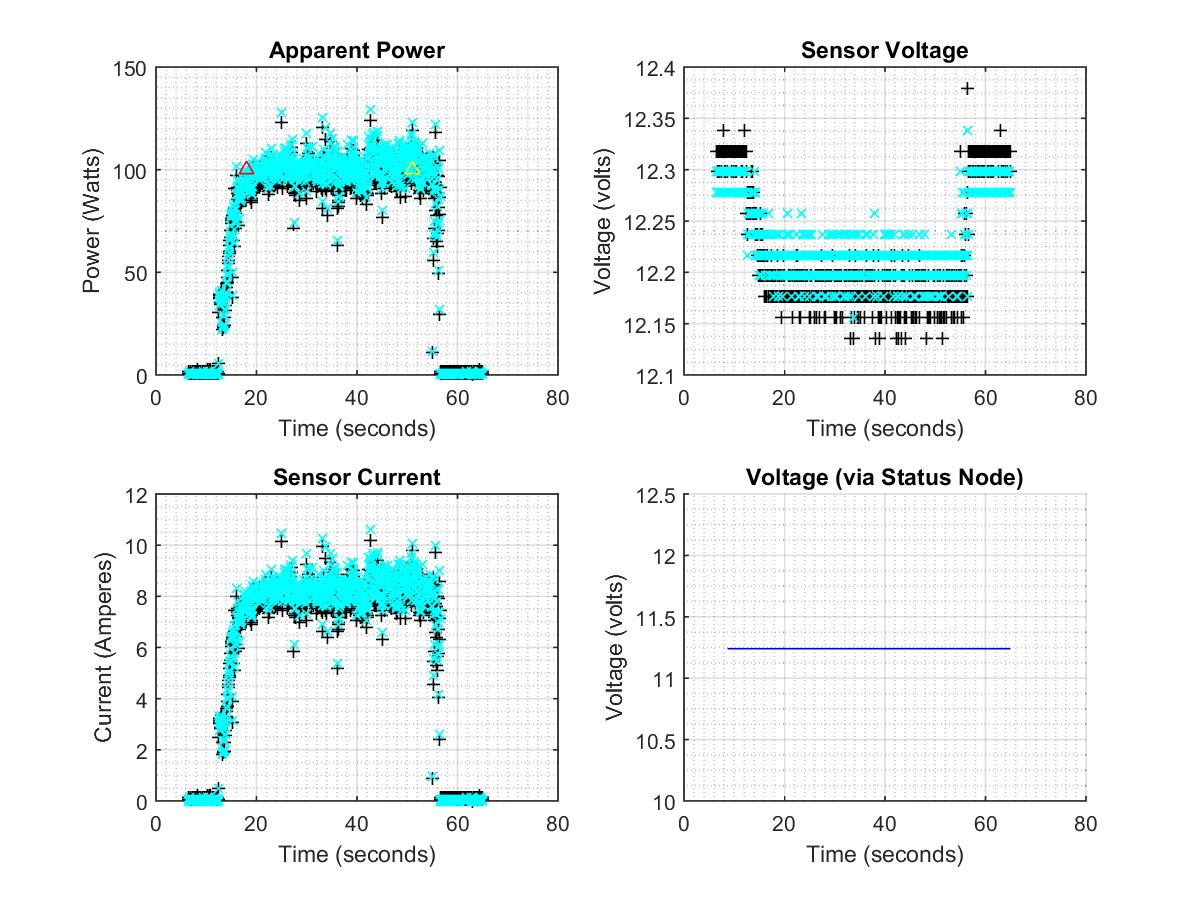 Apparent Power
150
100
50
0
0 20 40 60 80
Power (Watts)
Time (seconds)
Sensor Voltage
12.4
12.35
12.3
12.25
12.2
12.15
12.1
0 20 40 60 80
Voltage (volts)
Time (seconds)
Sensor Current
12
10
8
6
4
2
0
0 20 40 60 80
Current (Amperes)
Time (seconds)
Voltage (via Status Node)
12.5
12
11.5
11
10.5
10
0 20 40 60 80
Voltage (volts)
Time (seconds)